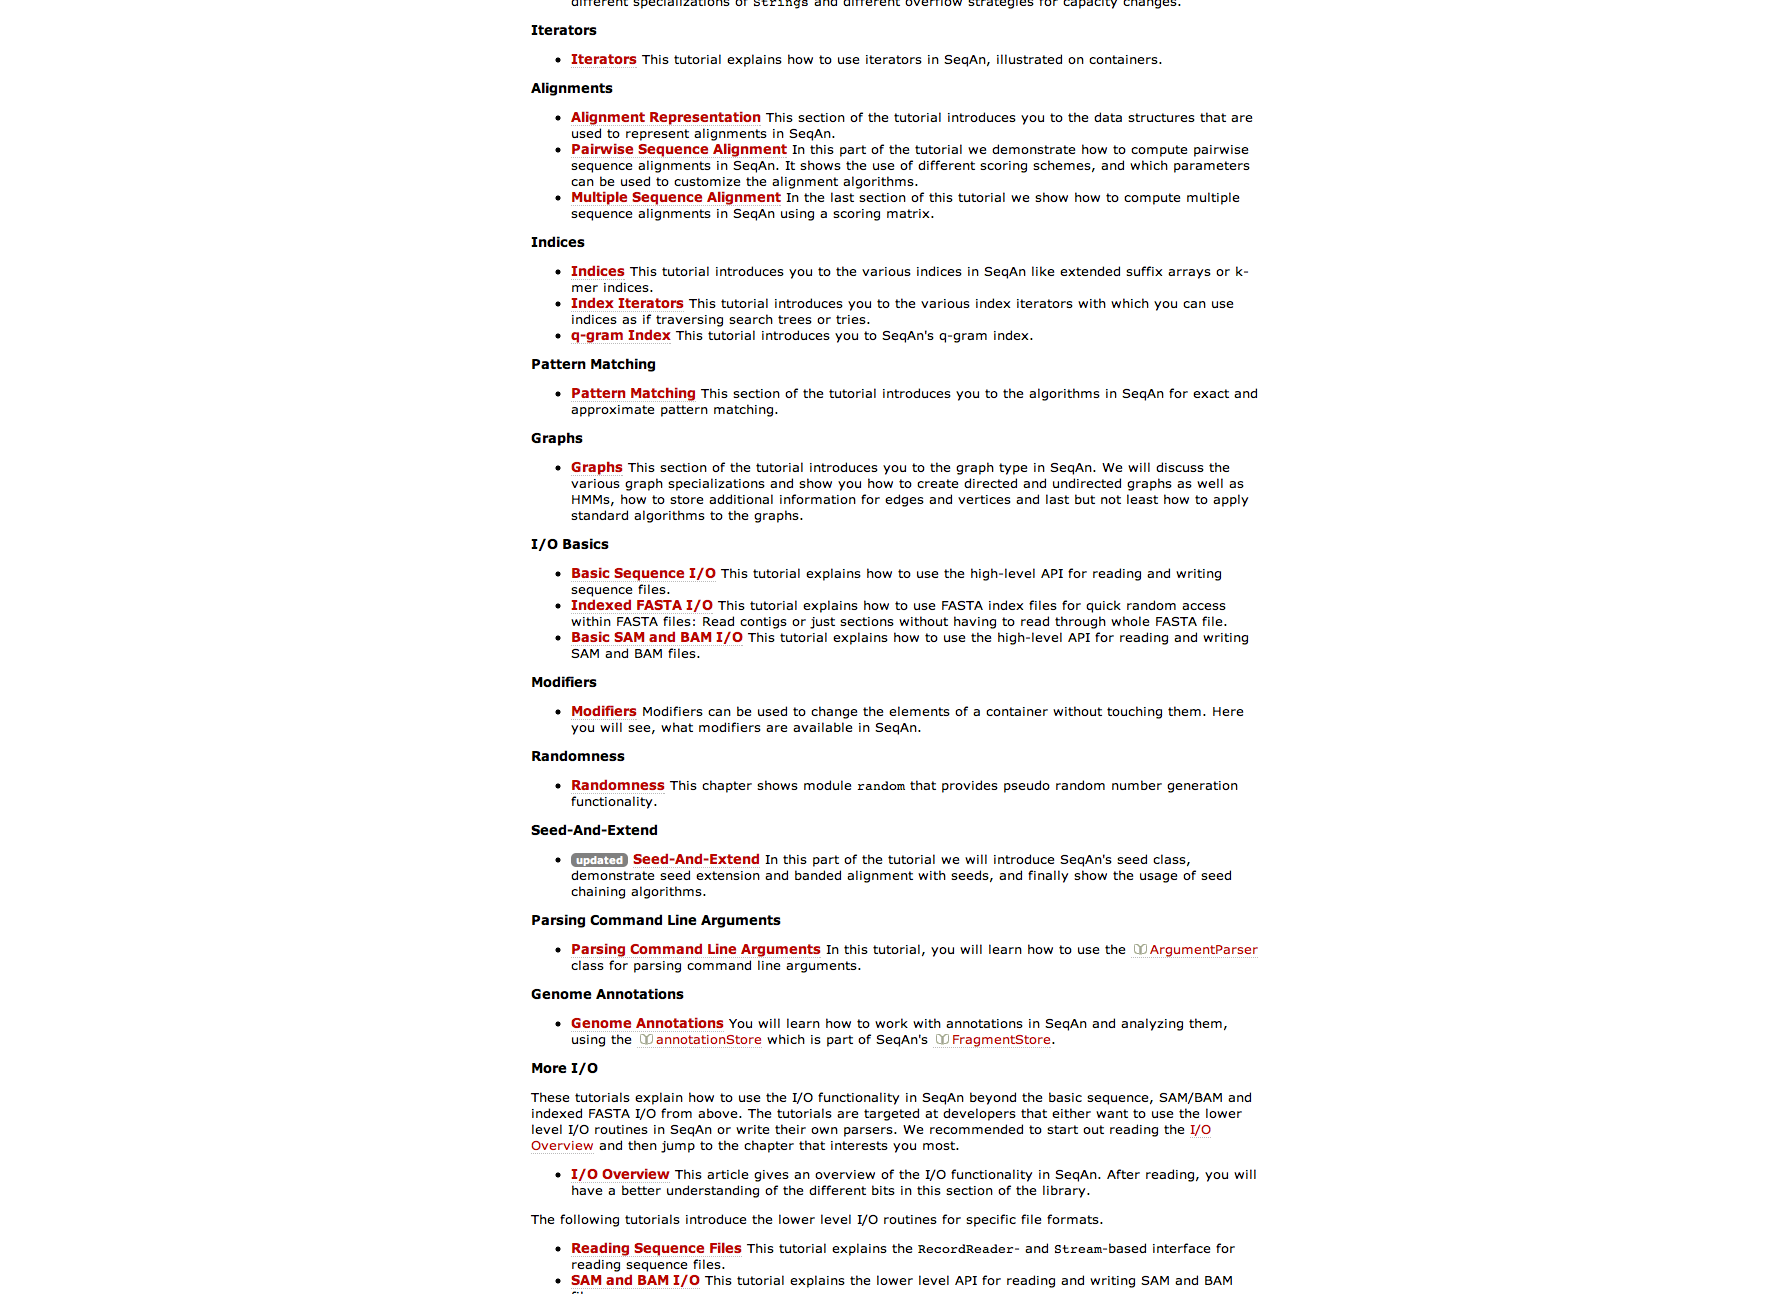 different specializations of Strings and different overflow strategies for capacity changes.
Iterators
Iterators This tutorial explains how to use iterators in SeqAn, illustrated on containers.
Alignments
Alignment Representation This section of the tutorial introduces you to the data structures that are
used to represent alignments in SeqAn.
Pairwise Sequence Alignment In this part of the tutorial we demonstrate how to compute pairwise
sequence alignments in SeqAn. It shows the use of different scoring schemes, and which parameters
can be used to customize the alignment algorithms.
Multiple Sequence Alignment In the last section of this tutorial we show how to compute multiple
sequence alignments in SeqAn using a scoring matrix.
Indices
Indices This tutorial introduces you to the various indices in SeqAn like extended suffix arrays or k-
mer indices.
Index Iterators This tutorial introduces you to the various index iterators with which you can use
indices as if traversing search trees or tries.
q-gram Index This tutorial introduces you to SeqAn's q-gram index.
Pattern Matching
Pattern Matching This section of the tutorial introduces you to the algorithms in SeqAn for exact and
approximate pattern matching.
Graphs
Graphs This section of the tutorial introduces you to the graph type in SeqAn. We will discuss the
various graph specializations and show you how to create directed and undirected graphs as well as
HMMs, how to store additional information for edges and vertices and last but not least how to apply
standard algorithms to the graphs.
I/O Basics
Basic Sequence I/O This tutorial explains how to use the high-level API for reading and writing
sequence files.
Indexed FASTA I/O This tutorial explains how to use FASTA index files for quick random access
within FASTA files: Read contigs or just sections without having to read through whole FASTA file.
Basic SAM and BAM I/O This tutorial explains how to use the high-level API for reading and writing
SAM and BAM files.
Modifiers
Modifiers Modifiers can be used to change the elements of a container without touching them. Here
you will see, what modifiers are available in SeqAn.
Randomness
Randomness This chapter shows module random that provides pseudo random number generation
functionality.
Seed-And-Extend
updated Seed-And-Extend In this part of the tutorial we will introduce SeqAn's seed class,
demonstrate seed extension and banded alignment with seeds, and finally show the usage of seed
chaining algorithms.
Parsing Command Line Arguments
Parsing Command Line Arguments In this tutorial, you will learn how to use the ArgumentParser
class for parsing command line arguments.
Genome Annotations
Genome Annotations You will learn how to work with annotations in SeqAn and analyzing them,
using the annotationStore which is part of SeqAn's FragmentStore.
More I/O
These tutorials explain how to use the I/O functionality in SeqAn beyond the basic sequence, SAM/BAM and
indexed FASTA I/O from above. The tutorials are targeted at developers that either want to use the lower
level I/O routines in SeqAn or write their own parsers. We recommended to start out reading the I/O
Overview and then jump to the chapter that interests you most.
I/O Overview This article gives an overview of the I/O functionality in SeqAn. After reading, you will
have a better understanding of the different bits in this section of the library.
The following tutorials introduce the lower level I/O routines for specific file formats.
Reading Sequence Files This tutorial explains the RecordReader- and Stream-based interface for
reading sequence files.
SAM and BAM I/O This tutorial explains the lower level API for reading and writing SAM and BAM